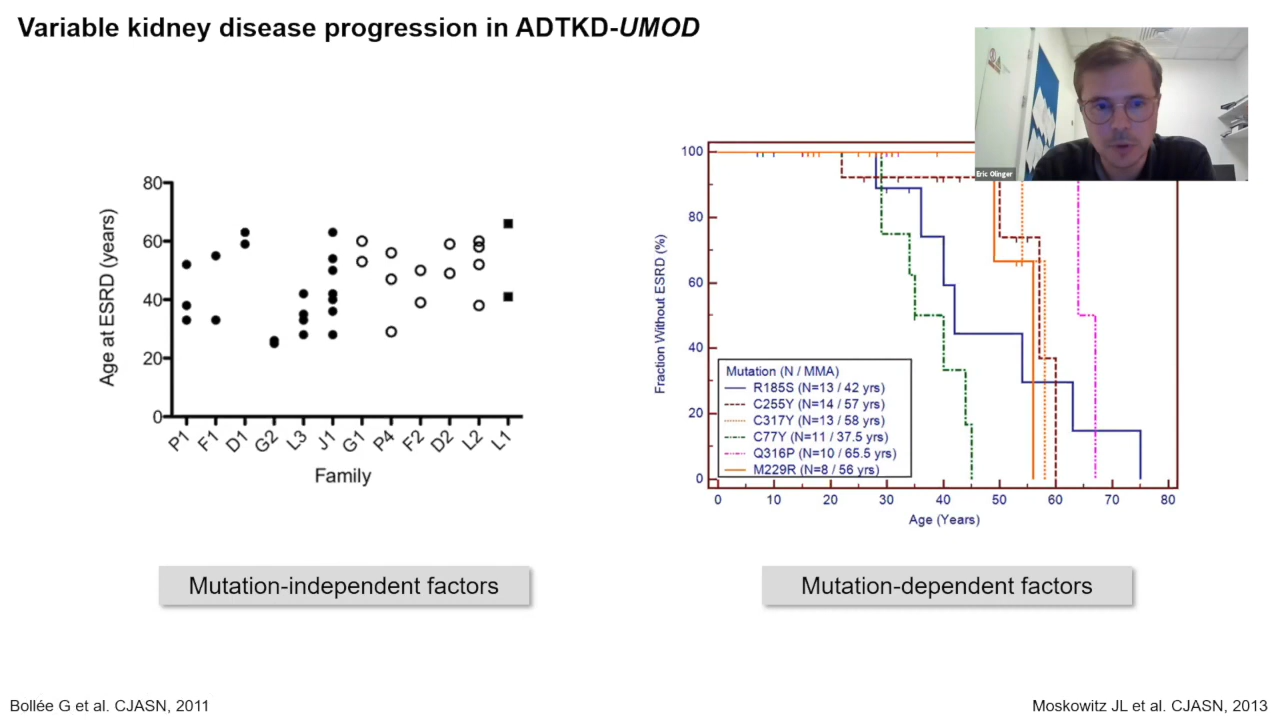 Variable kidney disease progression in ADTKD-UMOD
Eric Olinger
80
60
40
20
0
Age at ESRD (years)
P1
F1
D1
G2
L3
J1
G1
P4
F2
D2
L2
L1
Family
100
80
60
40
20
0
Fraction Without ESRD (%)
Mutation (N / MMA)
R185S (N=13 / 42 yrs)
C255Y (N=14 / 57 yrs)
C317Y (N=13 / 58 yrs)
C77Y (N=11 / 37.5 yrs)
Q316P (N=10 / 65.5 yrs)
M229R (N=8 / 56 yrs)
0 10 20 30 40 50 60 70 80
Age (Years)
Mutation-independent factors
Mutation-dependent factors
Bollée G et al. CJASN, 2011
Moskowitz JL et al. CJASN, 2013